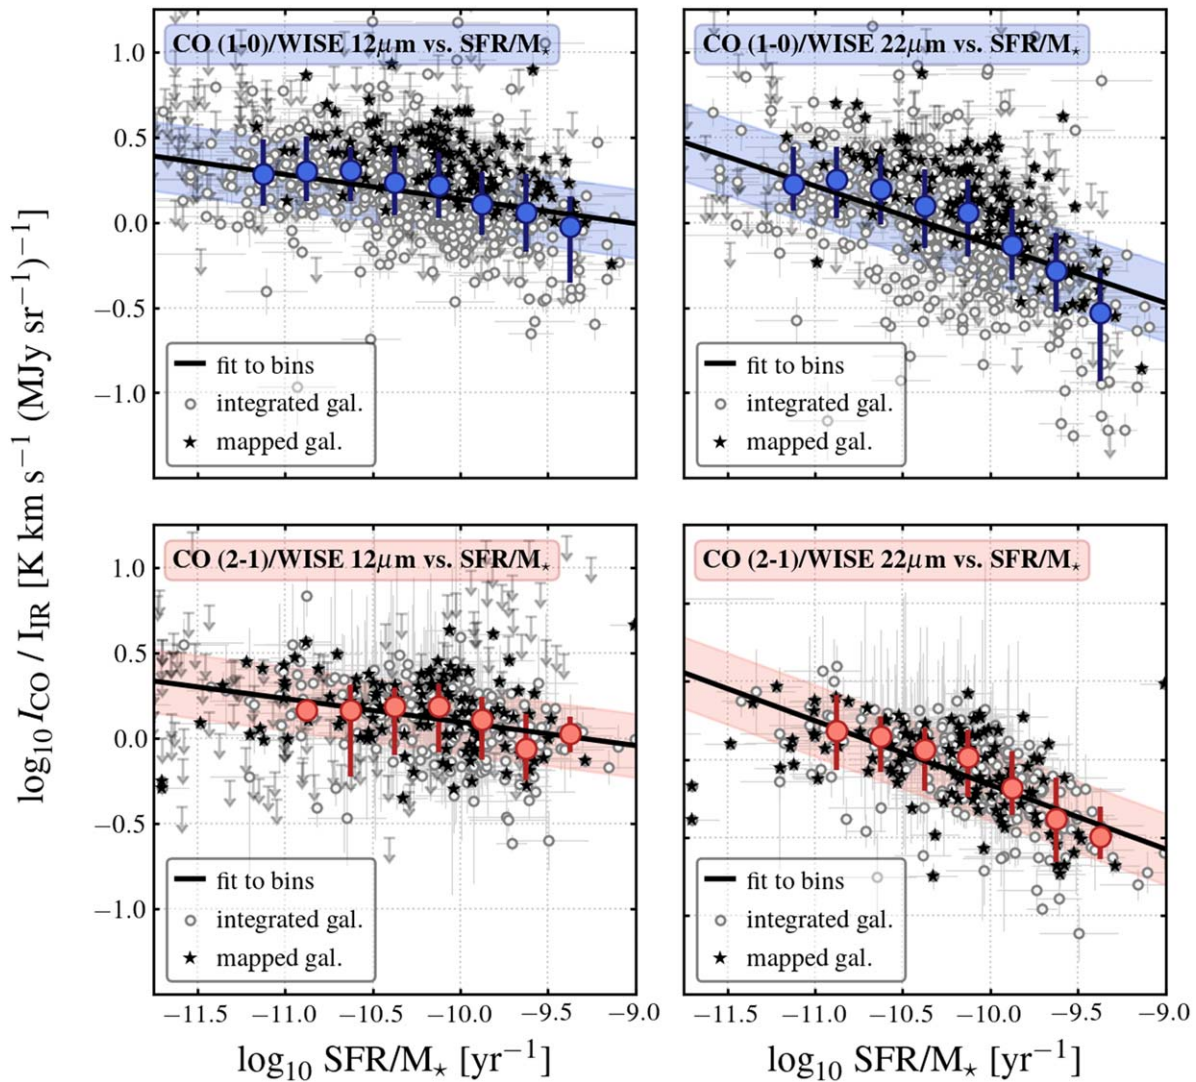 CO (1-0)/WISE 12μm vs. SFR/M⋆
CO (1-0)/WISE 22μm vs. SFR/M⋆
1.0
0.5
0.0
−0.5
−1.0
fit to bins
integrated gal.
mapped gal.
fit to bins
integrated gal.
mapped gal.
log₁₀ I_CO / I_IR [K km s⁻¹ (MJy sr⁻¹)⁻¹]
CO (2-1)/WISE 12μm vs. SFR/M⋆
CO (2-1)/WISE 22μm vs. SFR/M⋆
1.0
0.5
0.0
−0.5
−1.0
fit to bins
integrated gal.
mapped gal.
fit to bins
integrated gal.
mapped gal.
−11.5 −11.0 −10.5 −10.0 −9.5 −9.0
−11.5 −11.0 −10.5 −10.0 −9.5 −9.0
log₁₀ SFR/M⋆ [yr⁻¹]
log₁₀ SFR/M⋆ [yr⁻¹]